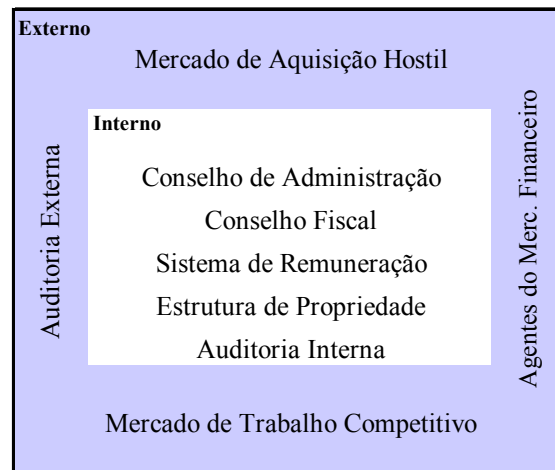 Externo
Mercado de Aquisição Hostil
Auditoria Externa
Interno
Conselho de Administração
Conselho Fiscal
Sistema de Remuneração
Estrutura de Propriedade
Auditoria Interna
Agentes do Merc. Financeiro
Mercado de Trabalho Competitivo